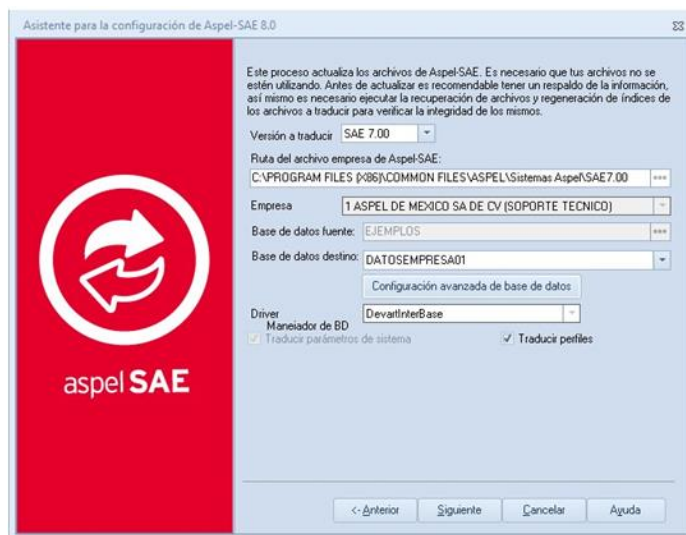 Asistente para la configuración de Aspel-SAE 8.0
Este proceso actualiza los archivos de Aspel-SAE. Es necesario que tus archivos no se
estén utilizando. Antes de actualizar es recomendable tener un respaldo de la información,
así mismo es necesario ejecutar la recuperación de archivos y regeneración de índices de
los archivos a traducir para verificar la integridad de los mismos.
Versión a traducir SAE 7.00
Ruta del archivo empresa de Aspel-SAE:
C:\PROGRAM FILES (X86)\COMMON FILES\ASPEL\Sistemas Aspel\SAE7.00
Empresa 1 ASPEL DE MEXICO SA DE CV (SOPORTE TECNICO)
Base de datos fuente: EJEMPLOS
Base de datos destino: DATOSEMPRESA01
Configuración avanzada de base de datos
Driver DevartInterBase
Manejador de BD
Traducir parámetros de sistema Traducir perfiles
aspel SAE
<- Anterior Siguiente Cancelar Ayuda